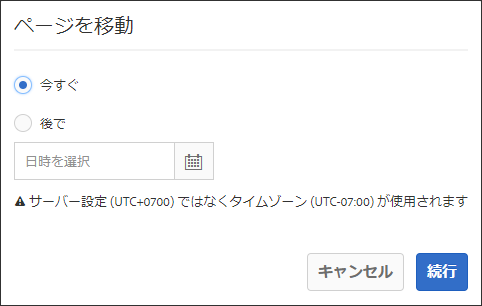 ページを移動
今すぐ
後で
日時を選択
サーバー設定 (UTC+0700) ではなくタイムゾーン (UTC-07:00) が使用されます
キャンセル 続行